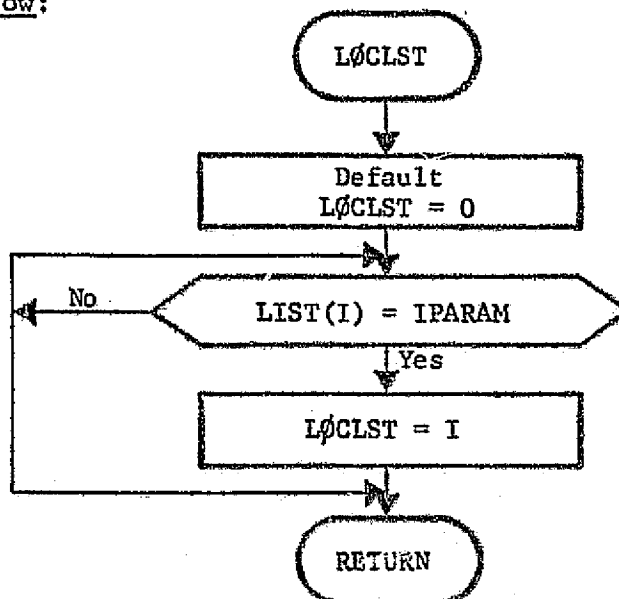 ow:
LØCLST
Default
LØCLST = 0
No
LIST(I) = IPARAM
Yes
LØCLST = I
RETURN